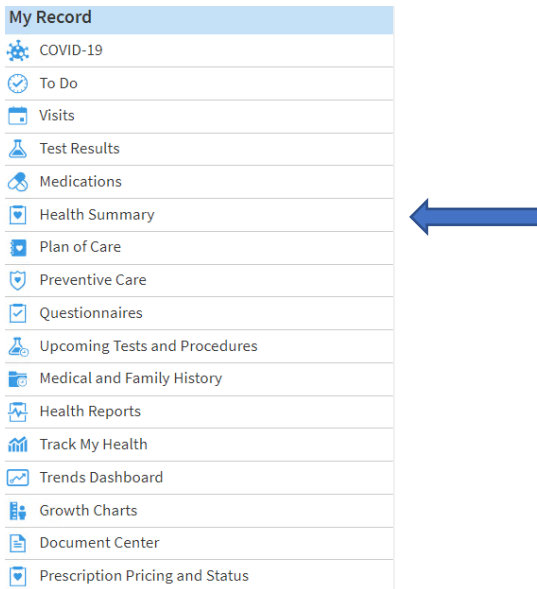 My Record
COVID-19
To Do
Visits
Test Results
Medications
Health Summary
Plan of Care
Preventive Care
Questionnaires
Upcoming Tests and Procedures
Medical and Family History
Health Reports
Track My Health
Trends Dashboard
Growth Charts
Document Center
Prescription Pricing and Status